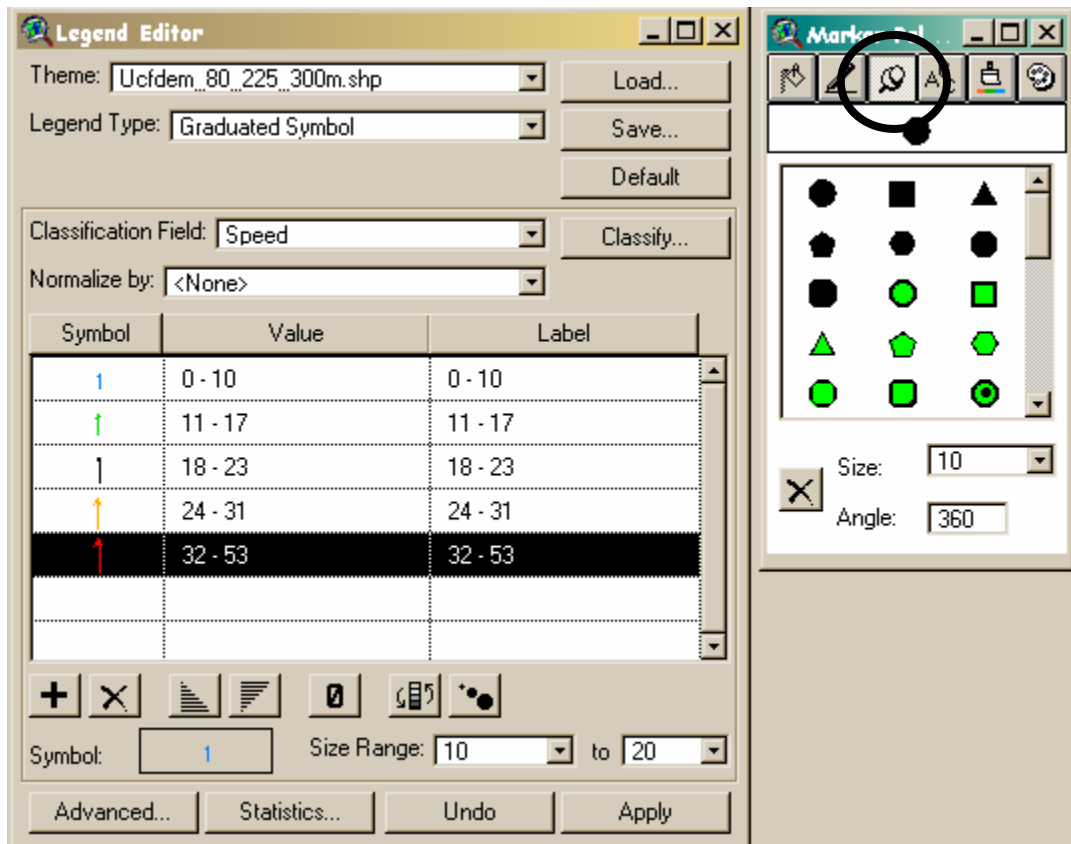 Legend Editor
Theme: Ucfdem_80_225_300m.shp
Load...
Legend Type: Graduated Symbol
Save...
Default
Classification Field: Speed
Classify...
Normalize by: <None>
Symbol Value Label
0 - 10 0 - 10
11 - 17 11 - 17
18 - 23 18 - 23
24 - 31 24 - 31
32 - 53 32 - 53
Symbol: Size Range: 10 to 20
Advanced... Statistics... Undo Apply
Marker Pal...
Size: 10
Angle: 360